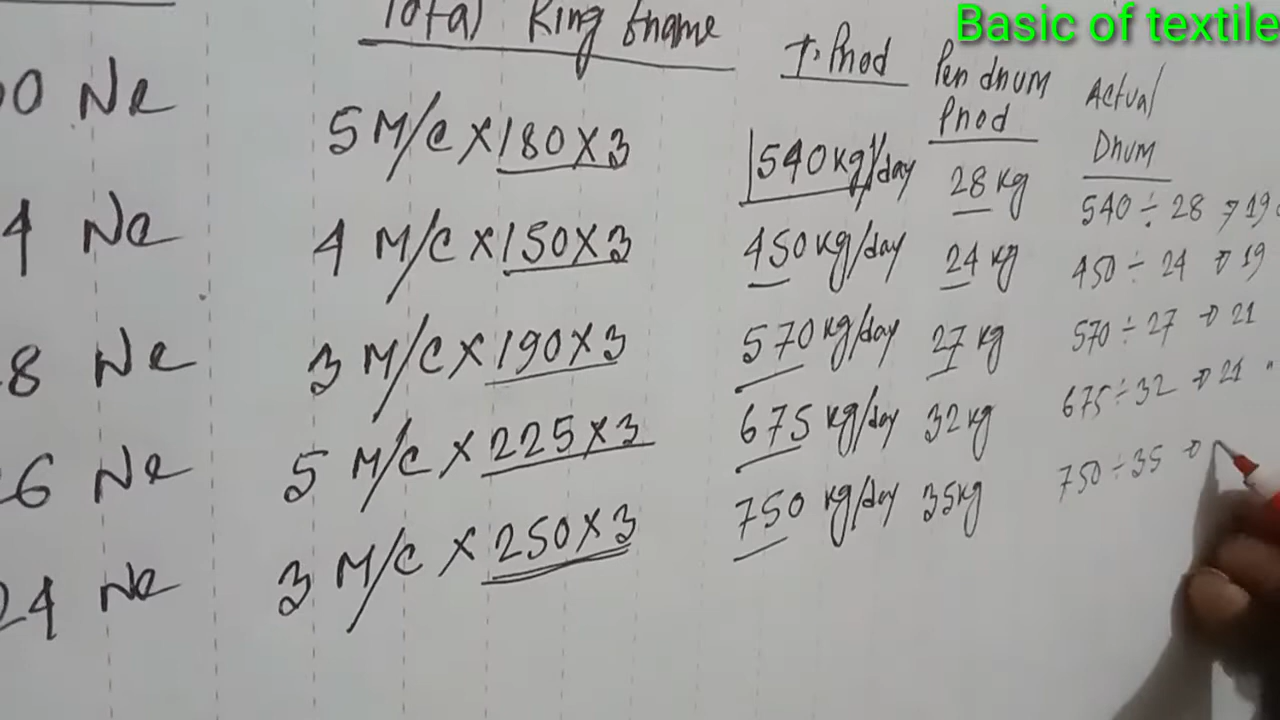 Basic of textile
Total Ring frame
T. Prod Per drum Prod Actual Drum
0 Ne 5 M/C × 180 × 3 540 kg/day 28 kg 540 ÷ 28 ⇒ 19
4 Ne 4 M/C × 150 × 3 450 kg/day 24 kg 450 ÷ 24 ⇒ 19
8 Ne 3 M/C × 190 × 3 570 kg/day 27 kg 570 ÷ 27 ⇒ 21
26 Ne 5 M/C × 225 × 3 675 kg/day 32 kg 675 ÷ 32 ⇒ 21 "
24 Ne 3 M/C × 250 × 3 750 kg/day 35 kg 750 ÷ 35 ⇒